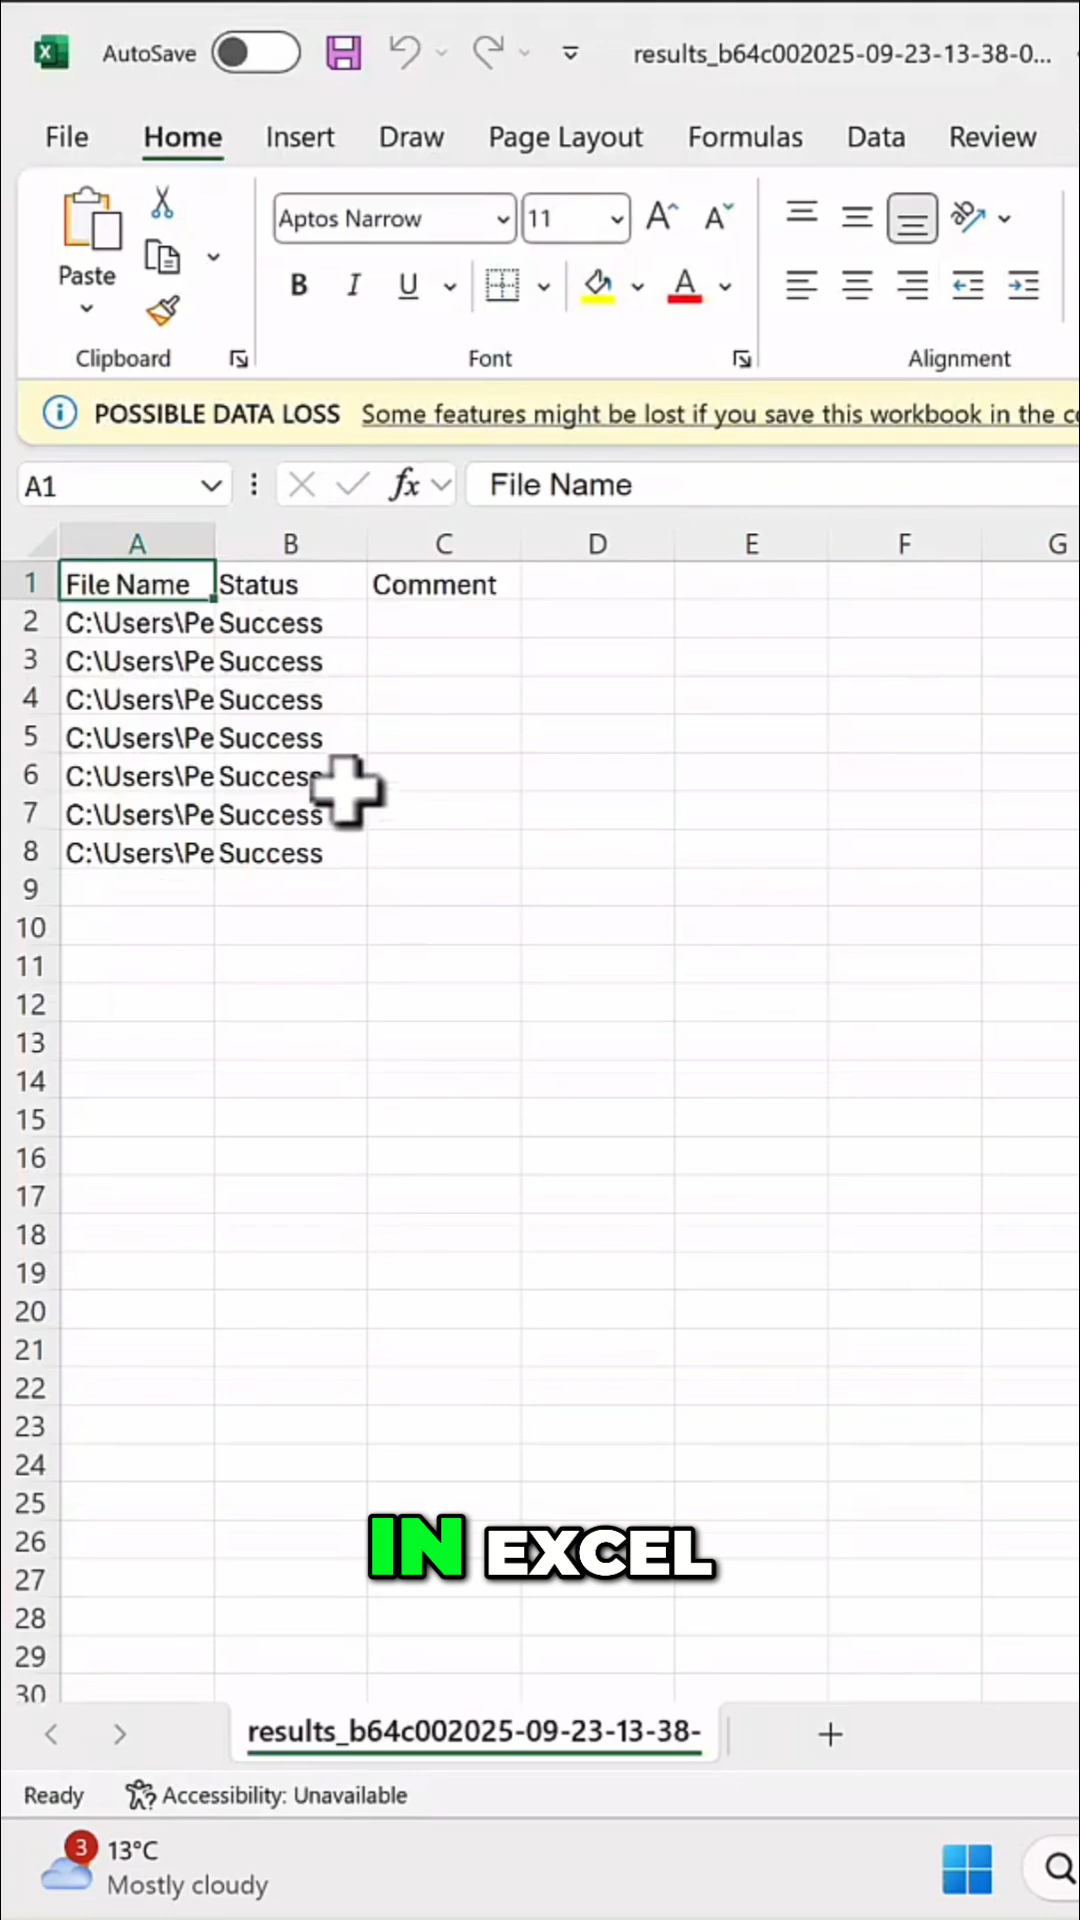 AutoSave results_b64c002025-09-23-13-38-0...
File Home Insert Draw Page Layout Formulas Data Review
Aptos Narrow 11 A A
Paste
B I U A
Clipboard Font Alignment
POSSIBLE DATA LOSS Some features might be lost if you save this workbook in the c
A1 fx File Name
A B C D E F G
1 File Name Status Comment
2 C:\Users\Pe Success
3 C:\Users\Pe Success
4 C:\Users\Pe Success
5 C:\Users\Pe Success
6 C:\Users\Pe Success
7 C:\Users\Pe Success
8 C:\Users\Pe Success
9
10
11
12
13
14
15
16
17
18
19
20
21
22
23
24
25
26
27
28
29
30
IN EXCEL
results_b64c002025-09-23-13-38-
Ready Accessibility: Unavailable
3 13°C
Mostly cloudy